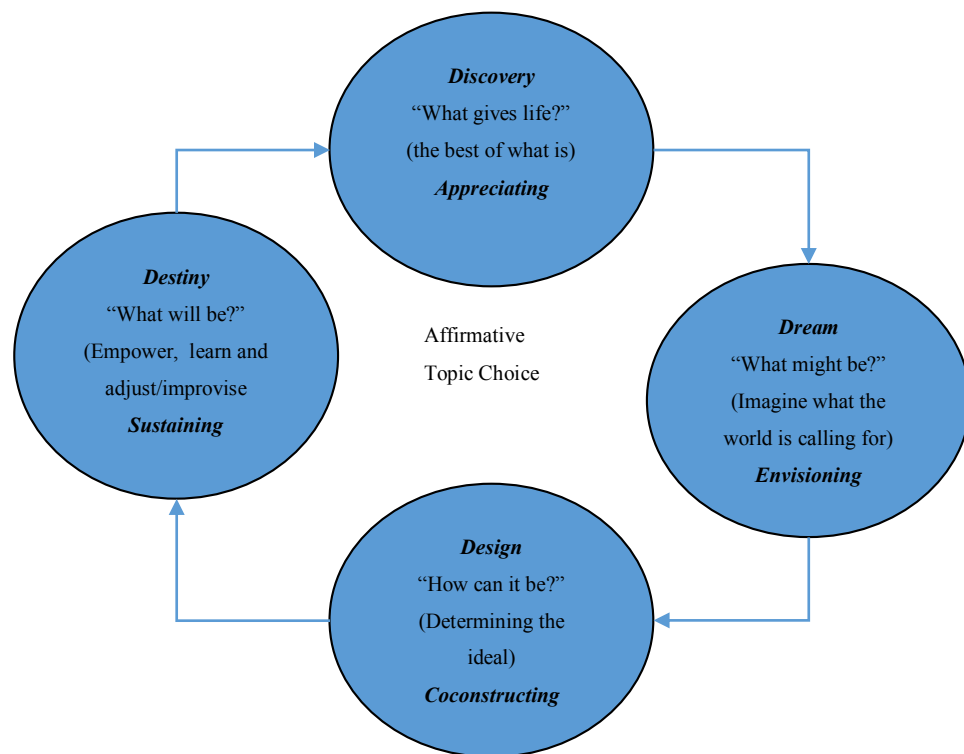 Discovery
“What gives life?”
(the best of what is)
Appreciating
Destiny
“What will be?”
(Empower,  learn and
adjust/improvise
Sustaining
Affirmative
Topic Choice
Dream
“What might be?”
(Imagine what the
world is calling for)
Envisioning
Design
“How can it be?”
(Determining the
ideal)
Coconstructing